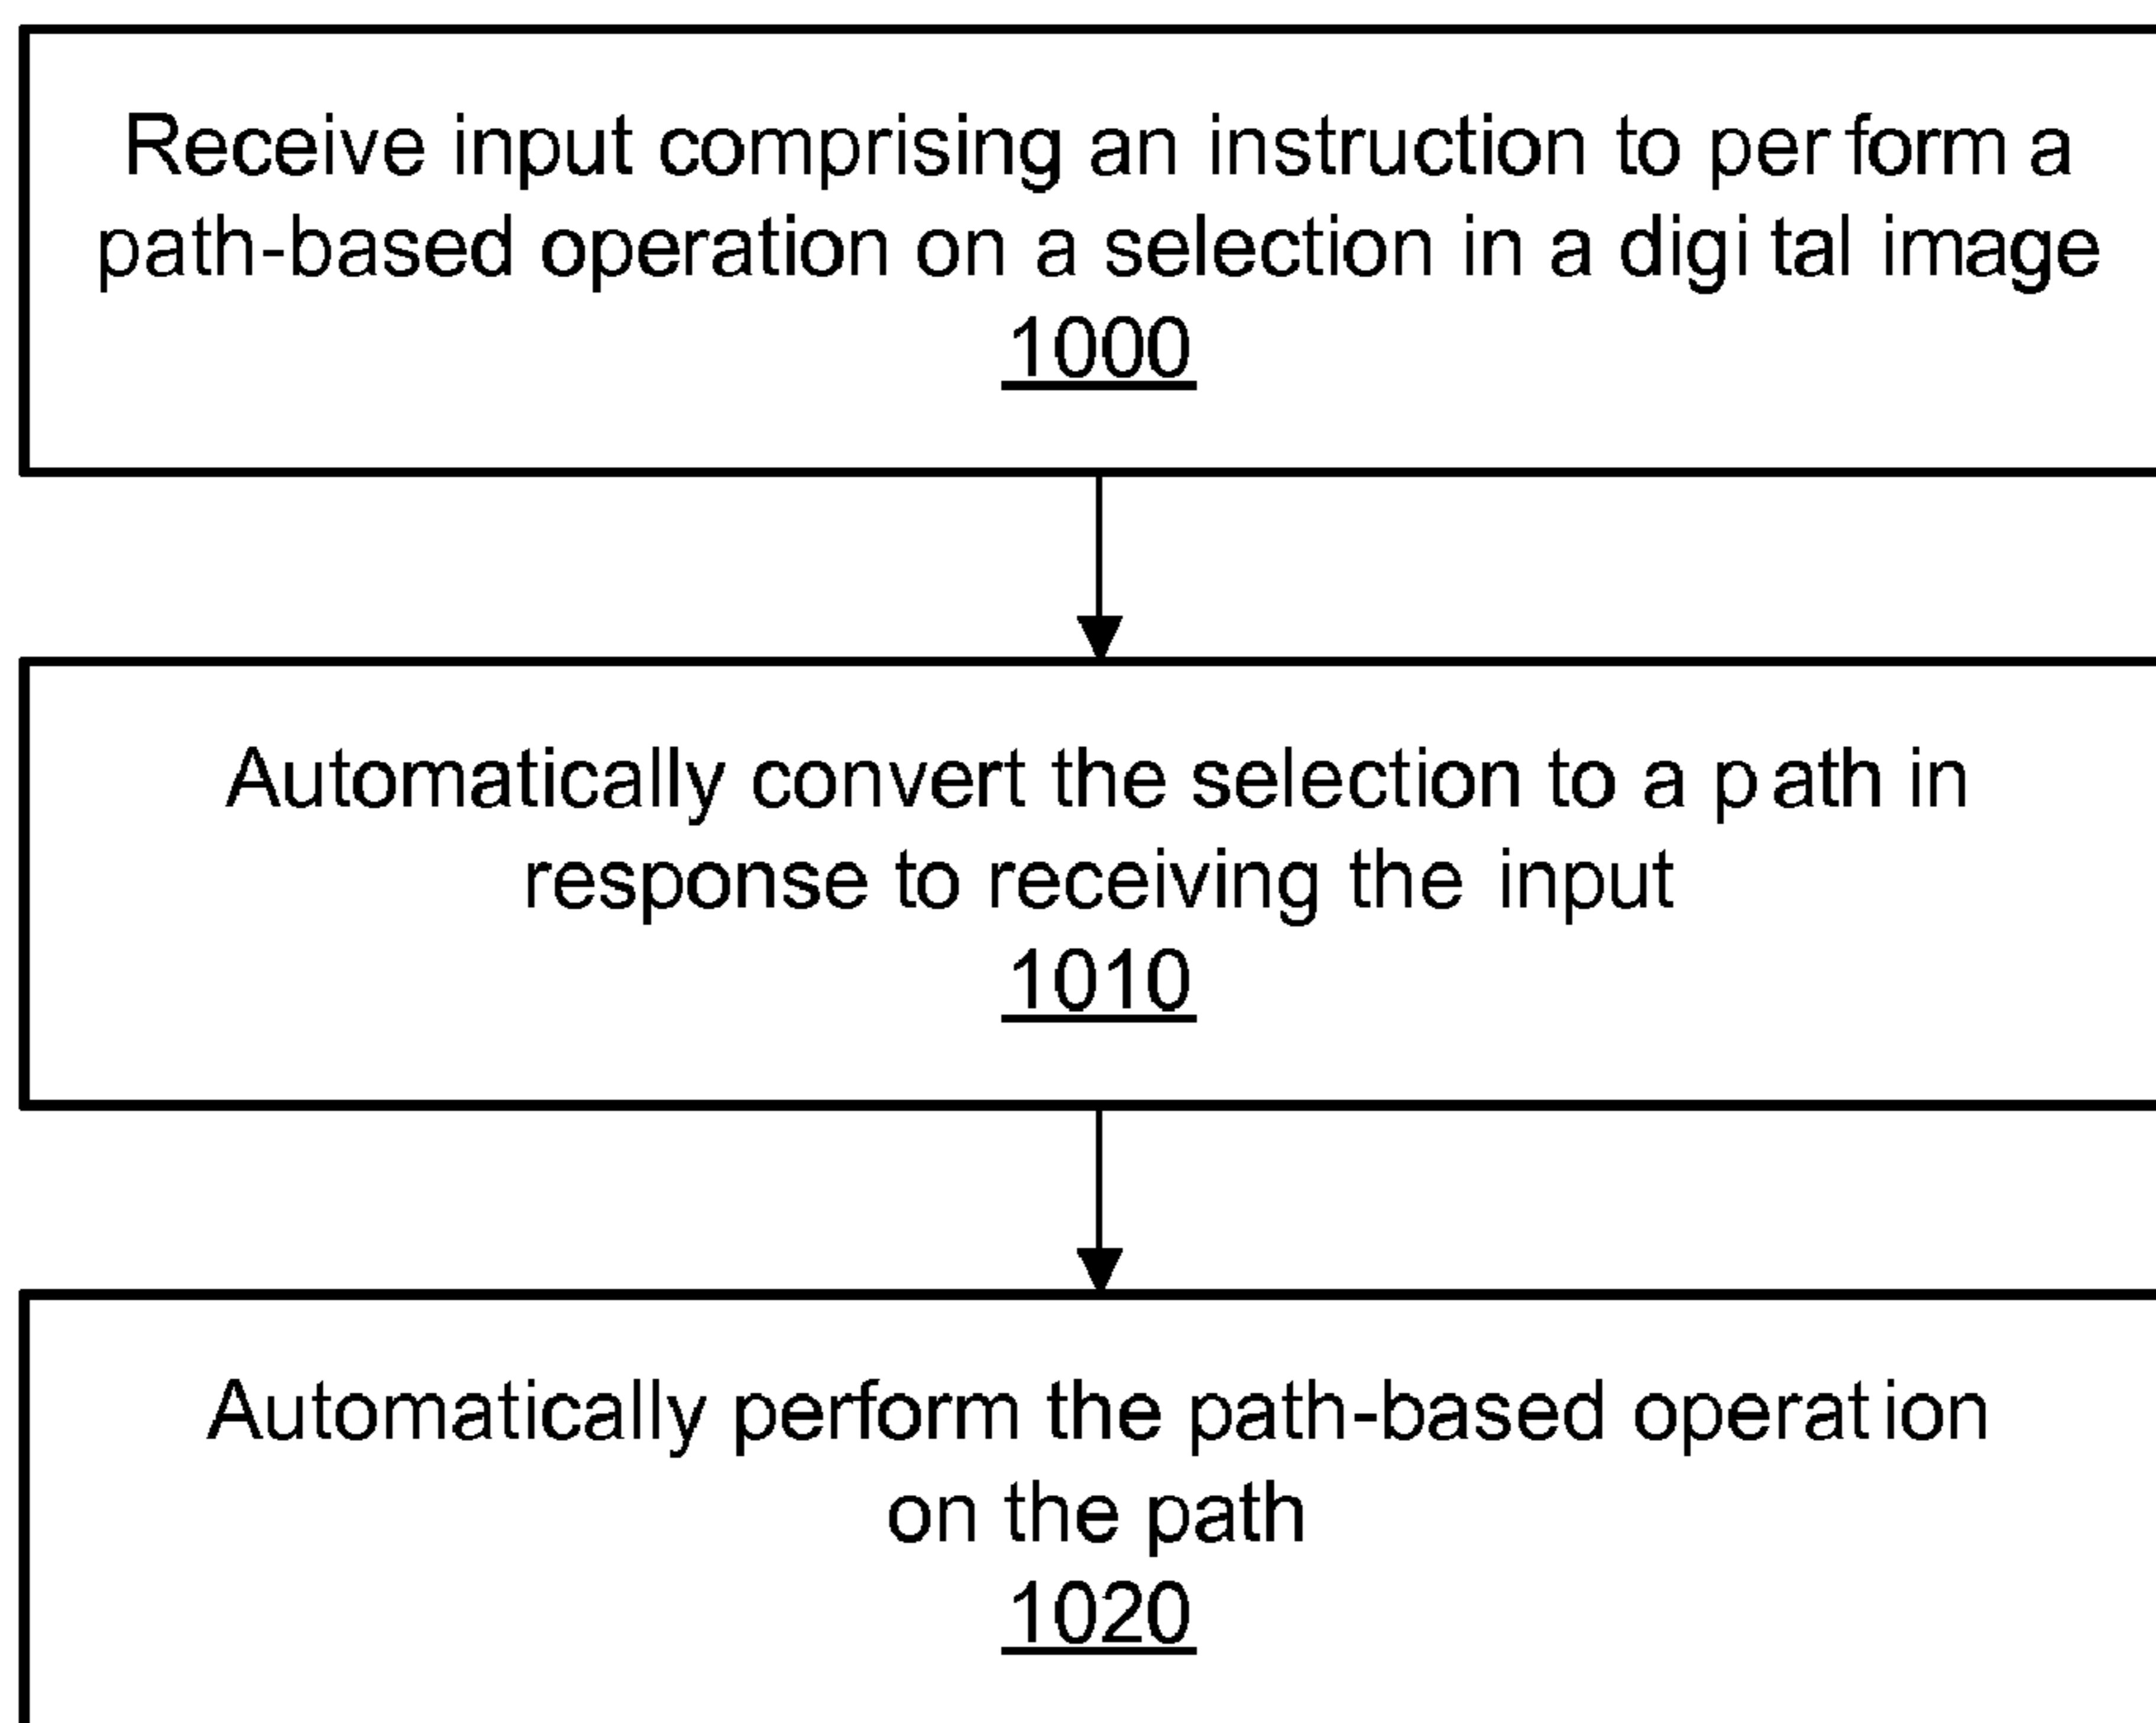 Receive input comprising an instruction to perform a
path-based operation on a selection in a digital image
1000
Automatically convert the selection to a path in
response to receiving the input
1010
Automatically perform the path-based operation
on the path
1020